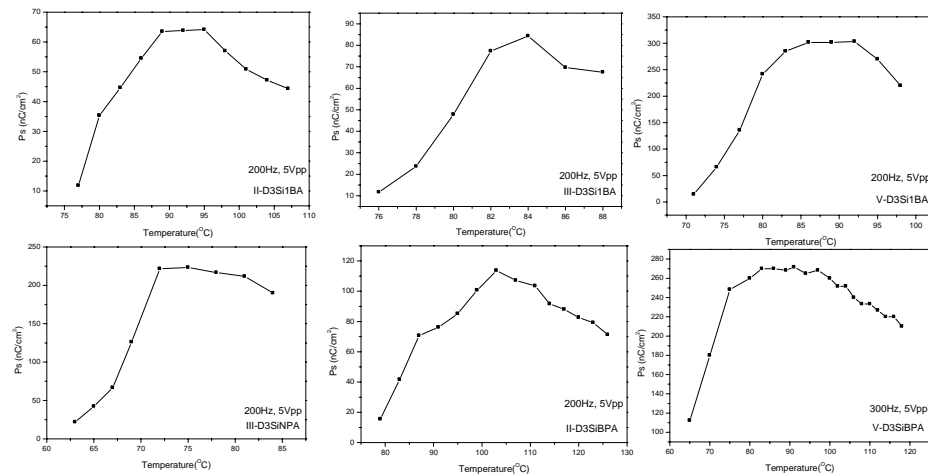 70
60
50
40
30
20
10
Ps (nC/cm²)
200Hz, 5Vpp
II-D3Si1BA
75 80 85 90 95 100 105 110
Temperature(°C)
90
80
70
60
50
40
30
20
10
Ps (nC/cm²)
200Hz, 5Vpp
III-D3Si1BA
76 78 80 82 84 86 88
Temperature(°C)
350
300
250
200
150
100
50
0
Ps (nC/cm²)
200Hz, 5Vpp
V-D3Si1BA
70 75 80 85 90 95 100
Temperature(°C)
250
200
150
100
50
0
Ps (nC/cm²)
200Hz, 5Vpp
III-D3SiNPA
60 65 70 75 80 85 90
Temperature(°C)
140
120
100
80
60
40
20
0
Ps (nC/cm²)
200Hz, 5Vpp
II-D3SiBPA
80 90 100 110 120 130
Temperature(°C)
280
260
240
220
200
180
160
140
120
100
Ps (nC/cm²)
300Hz, 5Vpp
V-D3SiBPA
60 70 80 90 100 110 120
Temperature(°C)